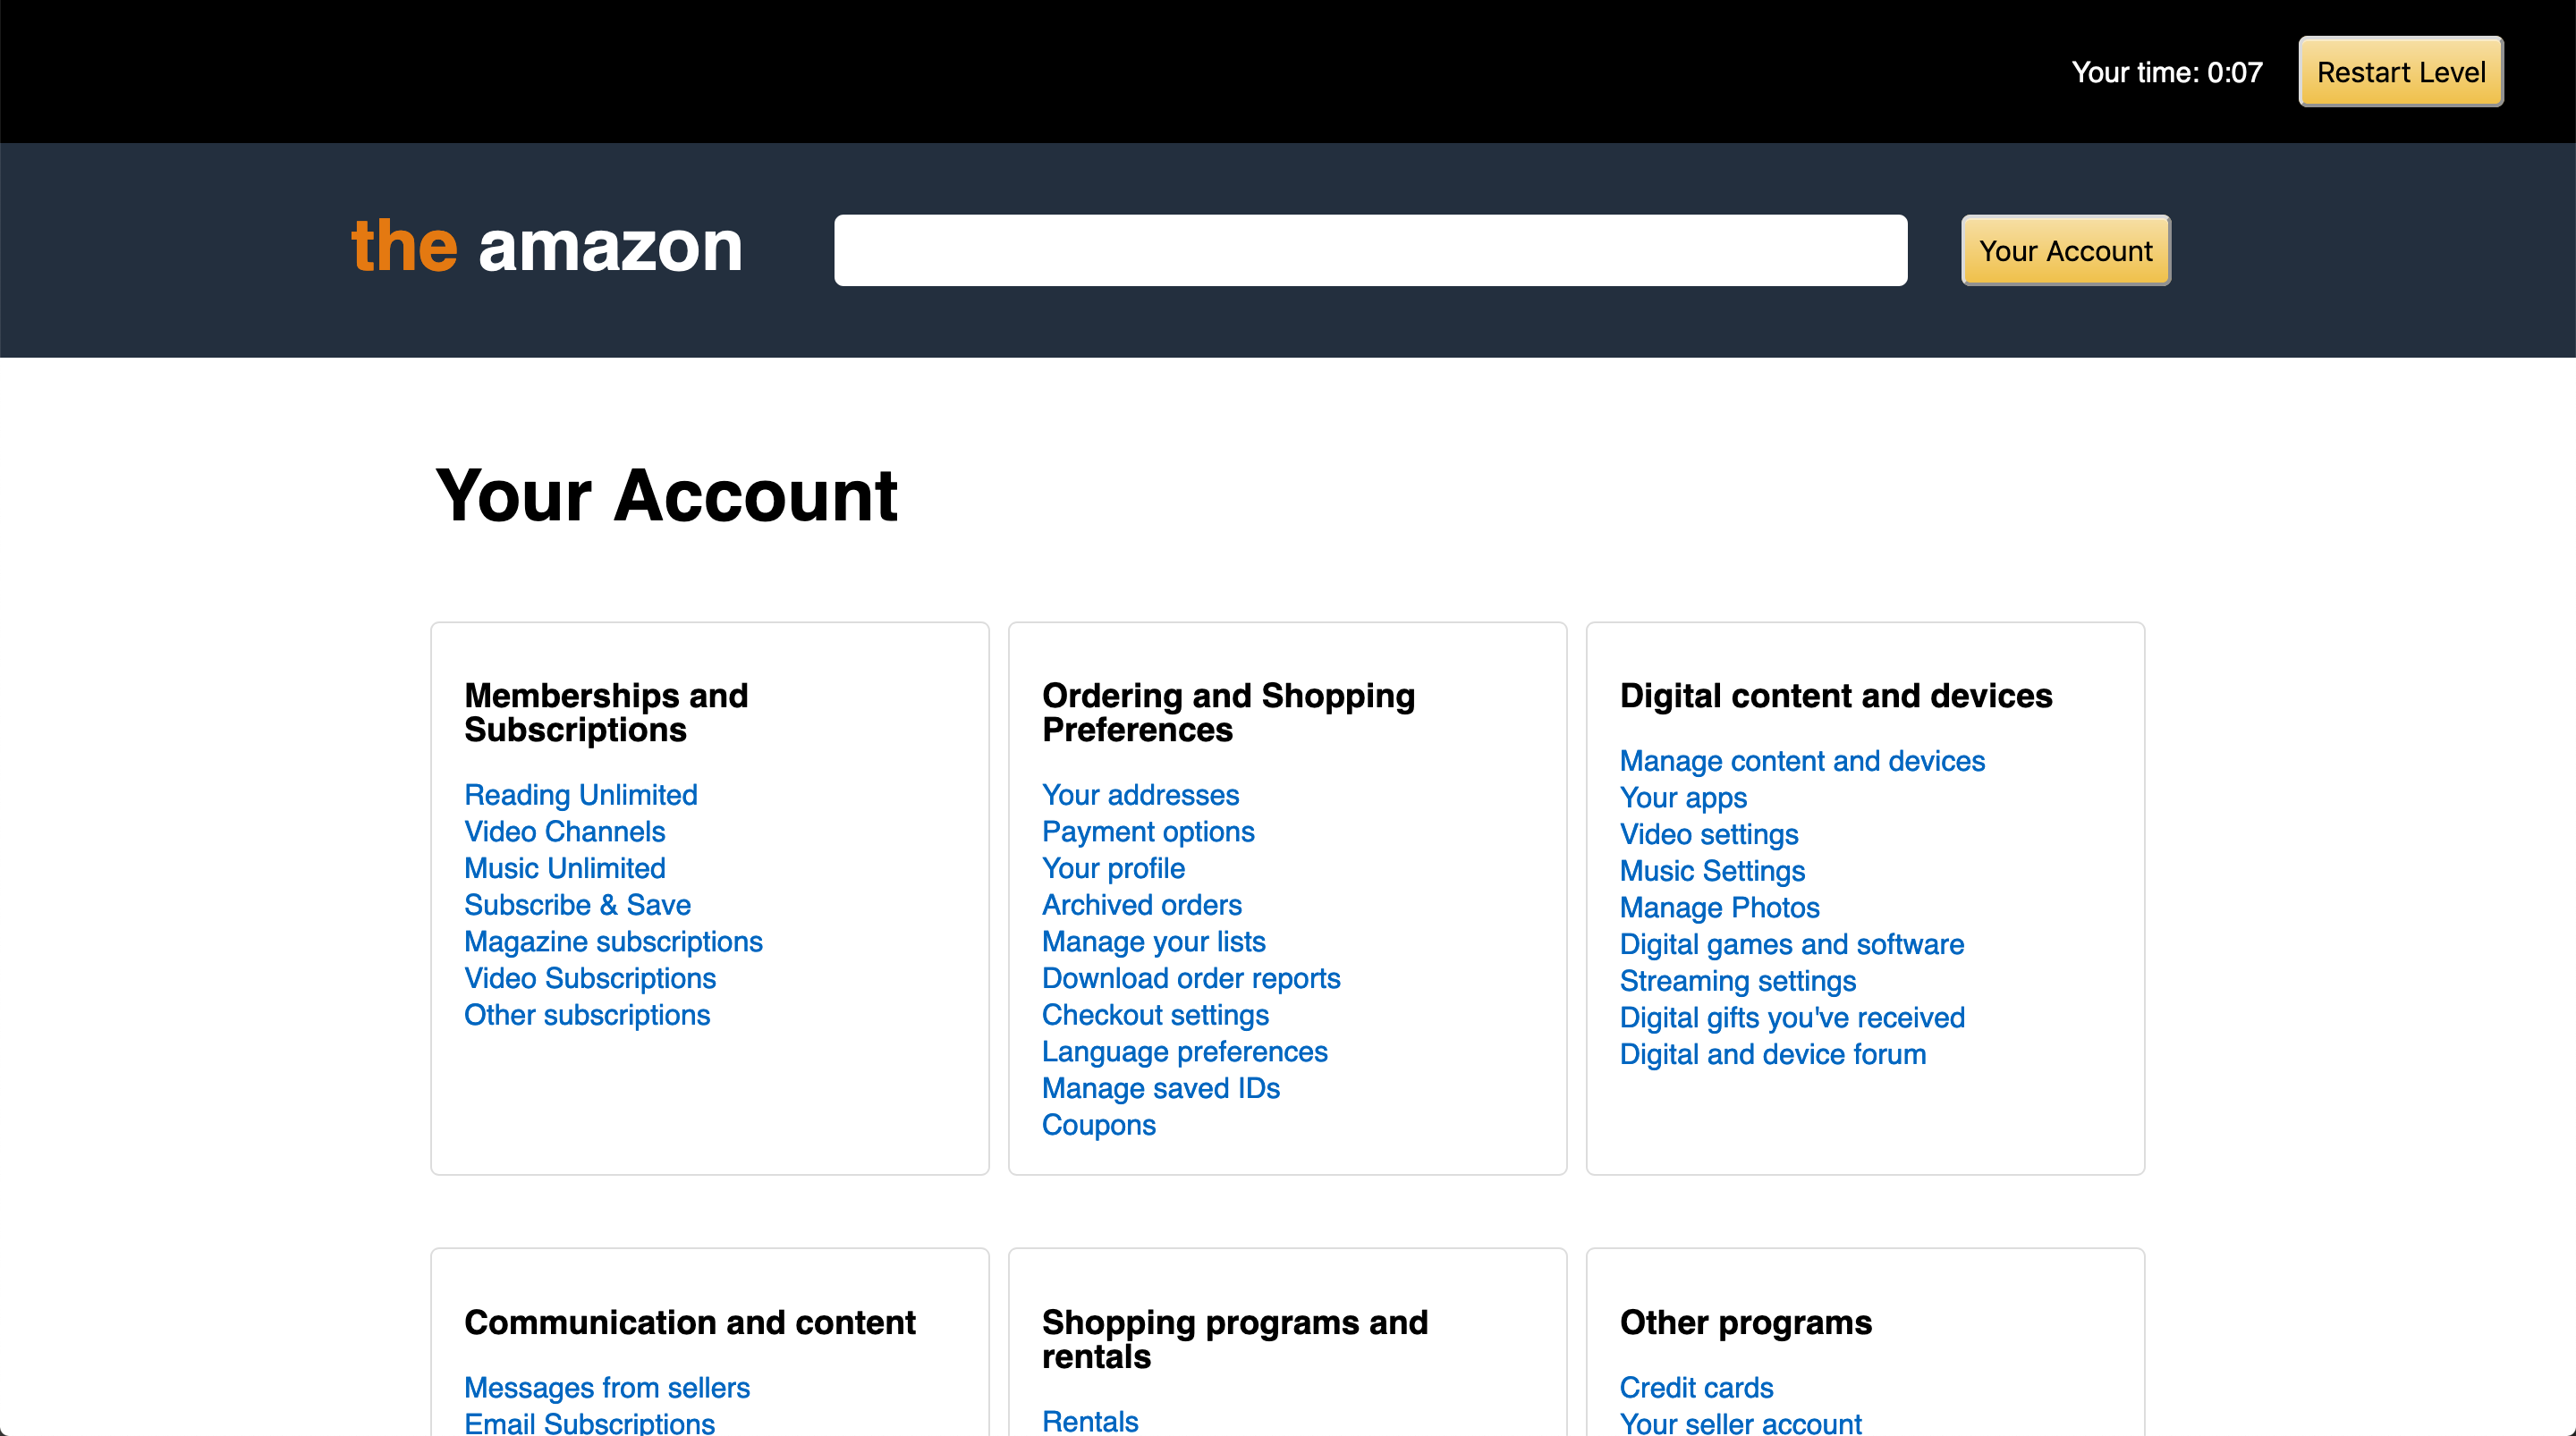 Your time: 0:07
Restart Level
the amazon
Your Account
Your Account
Memberships and
Subscriptions
Reading Unlimited
Video Channels
Music Unlimited
Subscribe & Save
Magazine subscriptions
Video Subscriptions
Other subscriptions
Ordering and Shopping
Preferences
Your addresses
Payment options
Your profile
Archived orders
Manage your lists
Download order reports
Checkout settings
Language preferences
Manage saved IDs
Coupons
Digital content and devices
Manage content and devices
Your apps
Video settings
Music Settings
Manage Photos
Digital games and software
Streaming settings
Digital gifts you've received
Digital and device forum
Communication and content
Messages from sellers
Email Subscriptions
Shopping programs and
rentals
Rentals
Other programs
Credit cards
Your seller account